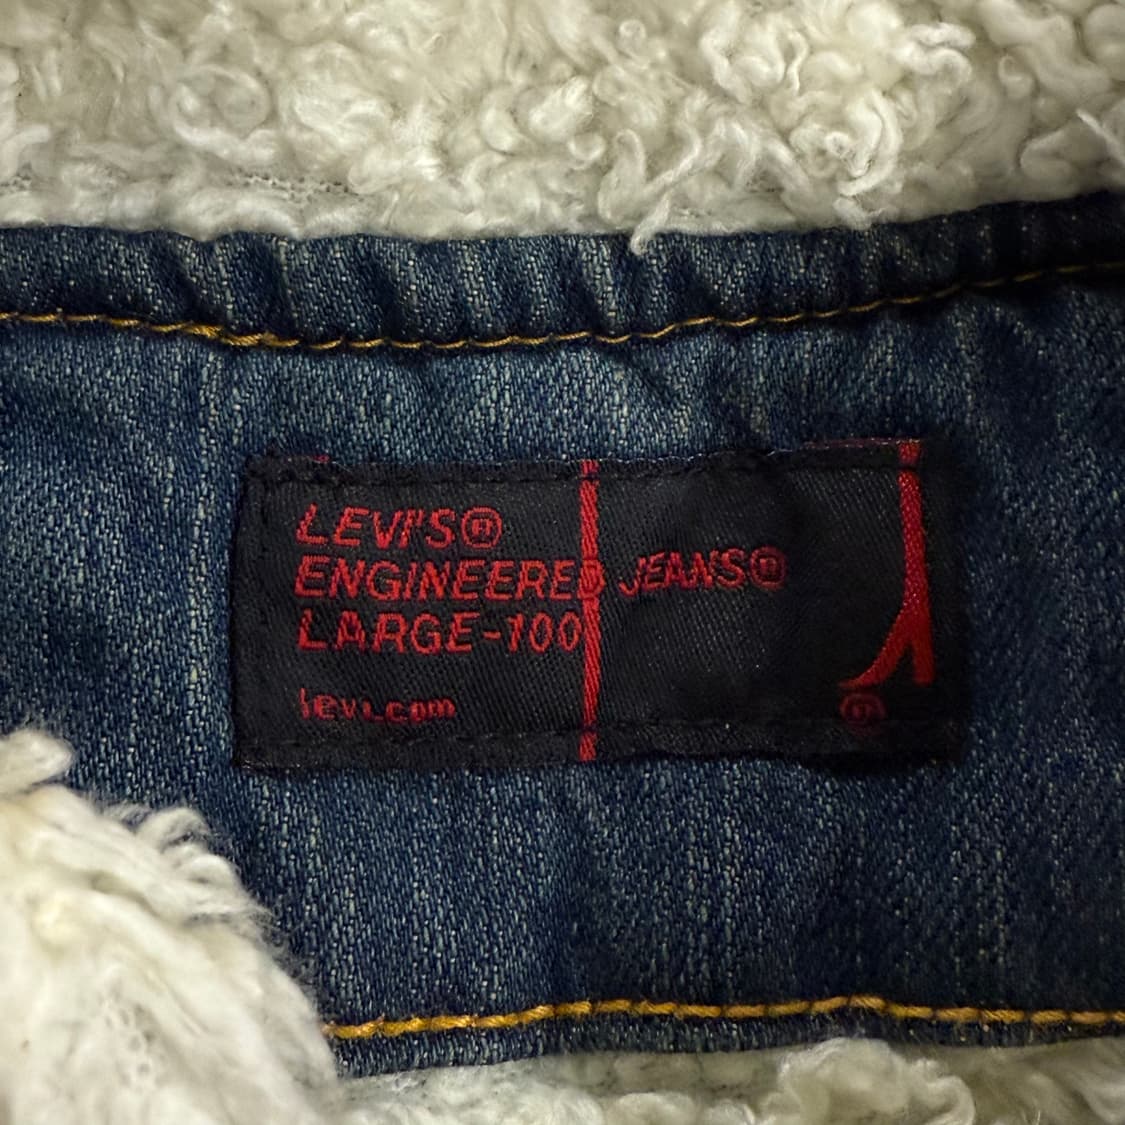 LEVI'S®
ENGINEERED JEANS®
LARGE-100
levi.com
®